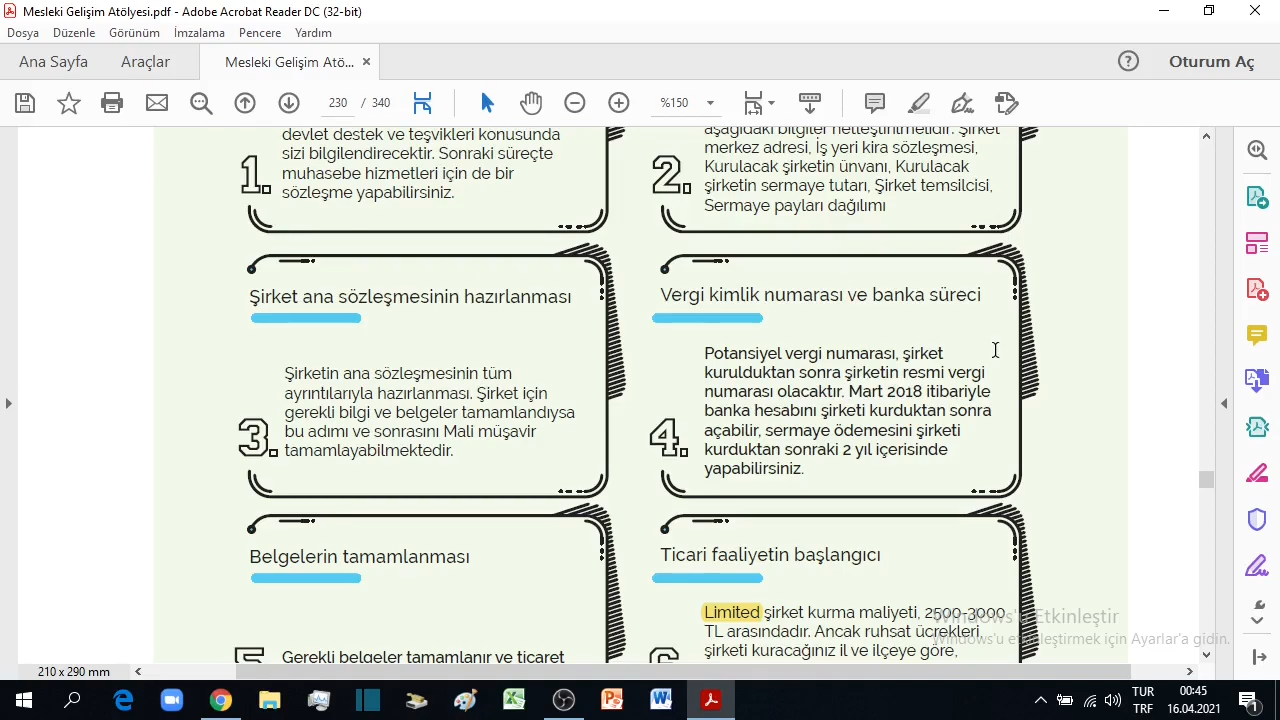 Mesleki Gelişim Atölyesi.pdf - Adobe Acrobat Reader DC (32-bit)
Dosya Düzenle Görünüm İmzalama Pencere Yardım
Ana Sayfa Araçlar Mesleki Gelişim Atö... × Oturum Aç
230 / 340 %150
devlet destek ve teşvikleri konusunda
sizi bilgilendirecektir. Sonraki süreçte
muhasebe hizmetleri için de bir
sözleşme yapabilirsiniz.
1.
aşağıdaki bilgiler netleştirilmelidir. Şirket
merkez adresi, İş yeri kira sözleşmesi,
Kurulacak şirketin ünvanı, Kurulacak
şirketin sermaye tutarı, Şirket temsilcisi,
Sermaye payları dağılımı
2.
Şirket ana sözleşmesinin hazırlanması
Şirketin ana sözleşmesinin tüm
ayrıntılarıyla hazırlanması. Şirket için
gerekli bilgi ve belgeler tamamlandıysa
bu adımı ve sonrasını Mali müşavir
tamamlayabilmektedir.
3.
Vergi kimlik numarası ve banka süreci
Potansiyel vergi numarası, şirket
kurulduktan sonra şirketin resmi vergi
numarası olacaktır. Mart 2018 itibariyle
banka hesabını şirketi kurduktan sonra
açabilir, sermaye ödemesini şirketi
kurduktan sonraki 2 yıl içerisinde
yapabilirsiniz.
4.
Belgelerin tamamlanması
Gerekli belgeler tamamlanır ve ticaret
5.
Ticari faaliyetin başlangıcı
Limited şirket kurma maliyeti, 2500-3000
TL arasındadır. Ancak ruhsat ücretleri
şirketi kuracağınız il ve ilçeye göre,
6.
Windows'u Etkinleştir
Windows'u etkinleştirmek için Ayarlar'a gidin.
210 x 290 mm
TUR 00:45
TRF 16.04.2021
1